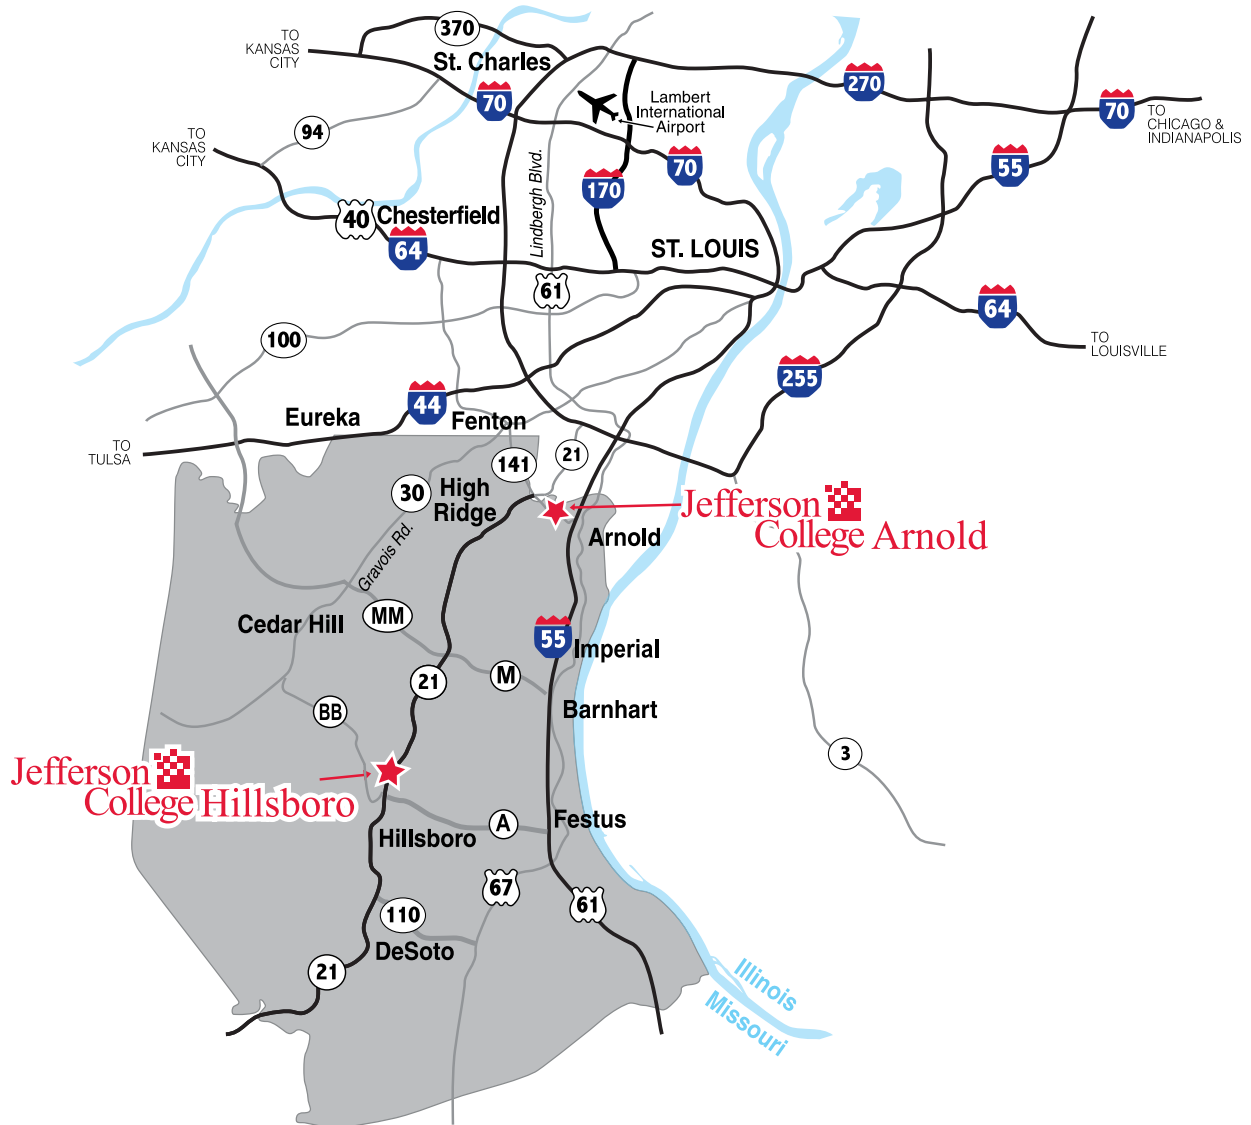 370
TO
KANSAS
CITY
St. Charles
70
270
Lambert
International
Airport
70
TO
CHICAGO &
INDIANAPOLIS
94
TO
KANSAS
CITY
Lindbergh Blvd.
70
55
170
40
Chesterfield
64
ST. LOUIS
61
64
100
TO
LOUISVILLE
255
44
Eureka
Fenton
TO
TULSA
141
21
30
High
Ridge
Jefferson
College Arnold
Arnold
Gravois Rd.
MM
Cedar Hill
55
Imperial
21
M
BB
Barnhart
3
Jefferson
College Hillsboro
Hillsboro
A
Festus
67
61
110
DeSoto
21
Illinois
Missouri